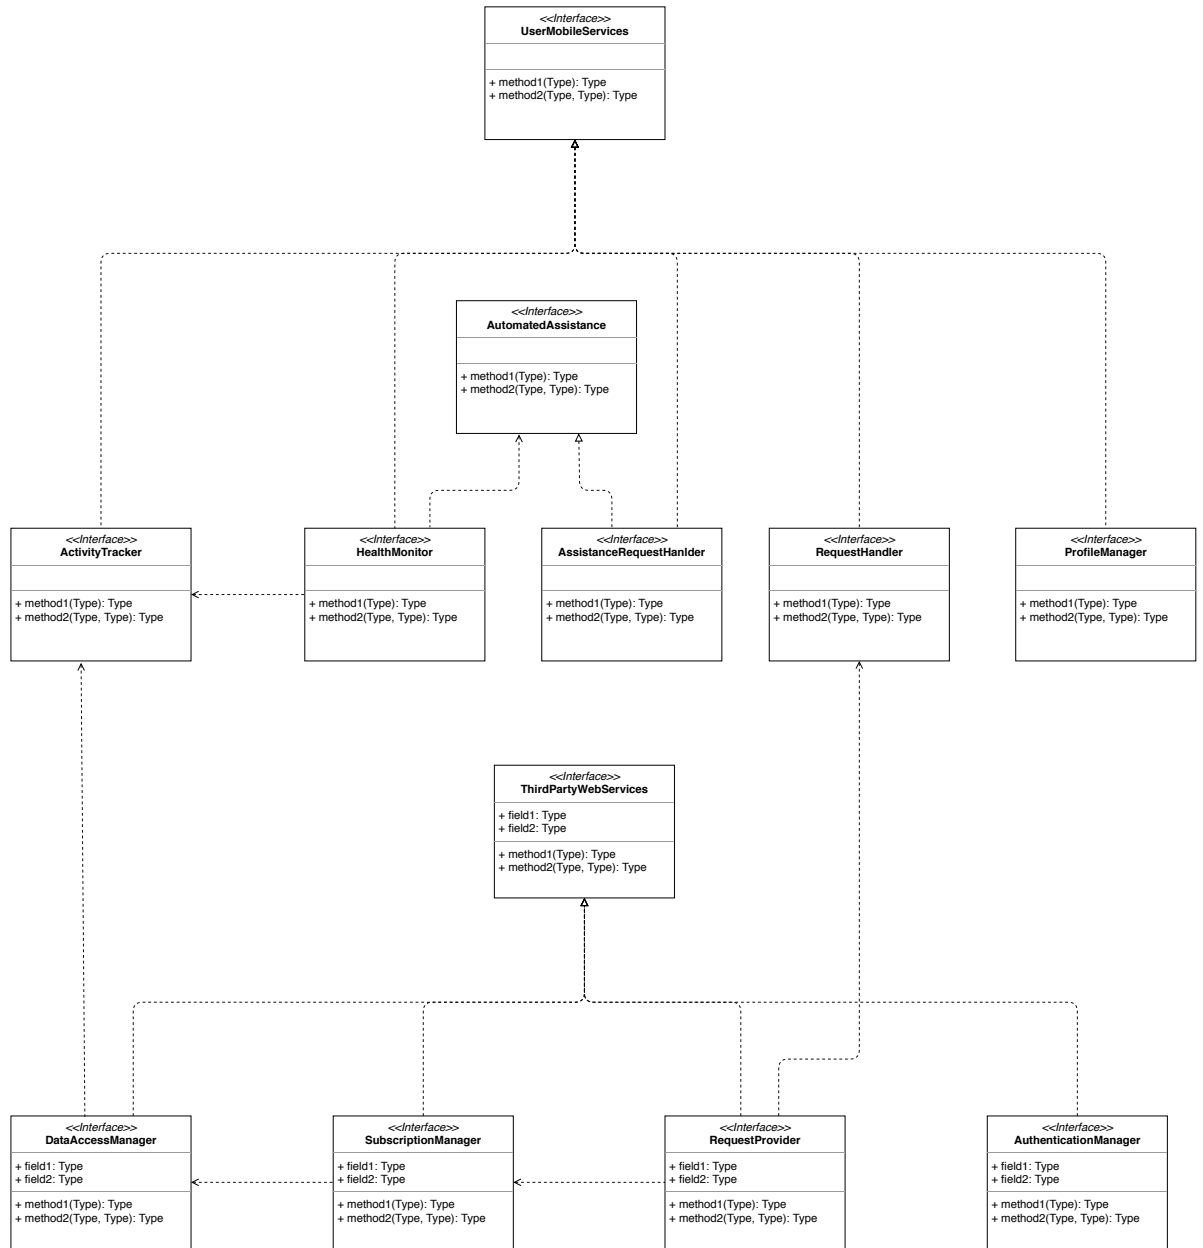 <<Interface>>
UserMobileServices
+ method1(Type): Type
+ method2(Type, Type): Type
<<Interface>>
AutomatedAssistance
+ method1(Type): Type
+ method2(Type, Type): Type
<<Interface>>
ActivityTracker
+ method1(Type): Type
+ method2(Type, Type): Type
<<Interface>>
HealthMonitor
+ method1(Type): Type
+ method2(Type, Type): Type
<<Interface>>
AssistanceRequestHanlder
+ method1(Type): Type
+ method2(Type, Type): Type
<<Interface>>
RequestHandler
+ method1(Type): Type
+ method2(Type, Type): Type
<<Interface>>
ProfileManager
+ method1(Type): Type
+ method2(Type, Type): Type
<<Interface>>
ThirdPartyWebServices
+ field1: Type
+ field2: Type
+ method1(Type): Type
+ method2(Type, Type): Type
<<Interface>>
DataAccessManager
+ field1: Type
+ field2: Type
+ method1(Type): Type
+ method2(Type, Type): Type
<<Interface>>
SubscriptionManager
+ field1: Type
+ field2: Type
+ method1(Type): Type
+ method2(Type, Type): Type
<<Interface>>
RequestProvider
+ field1: Type
+ field2: Type
+ method1(Type): Type
+ method2(Type, Type): Type
<<Interface>>
AuthenticationManager
+ field1: Type
+ field2: Type
+ method1(Type): Type
+ method2(Type, Type): Type